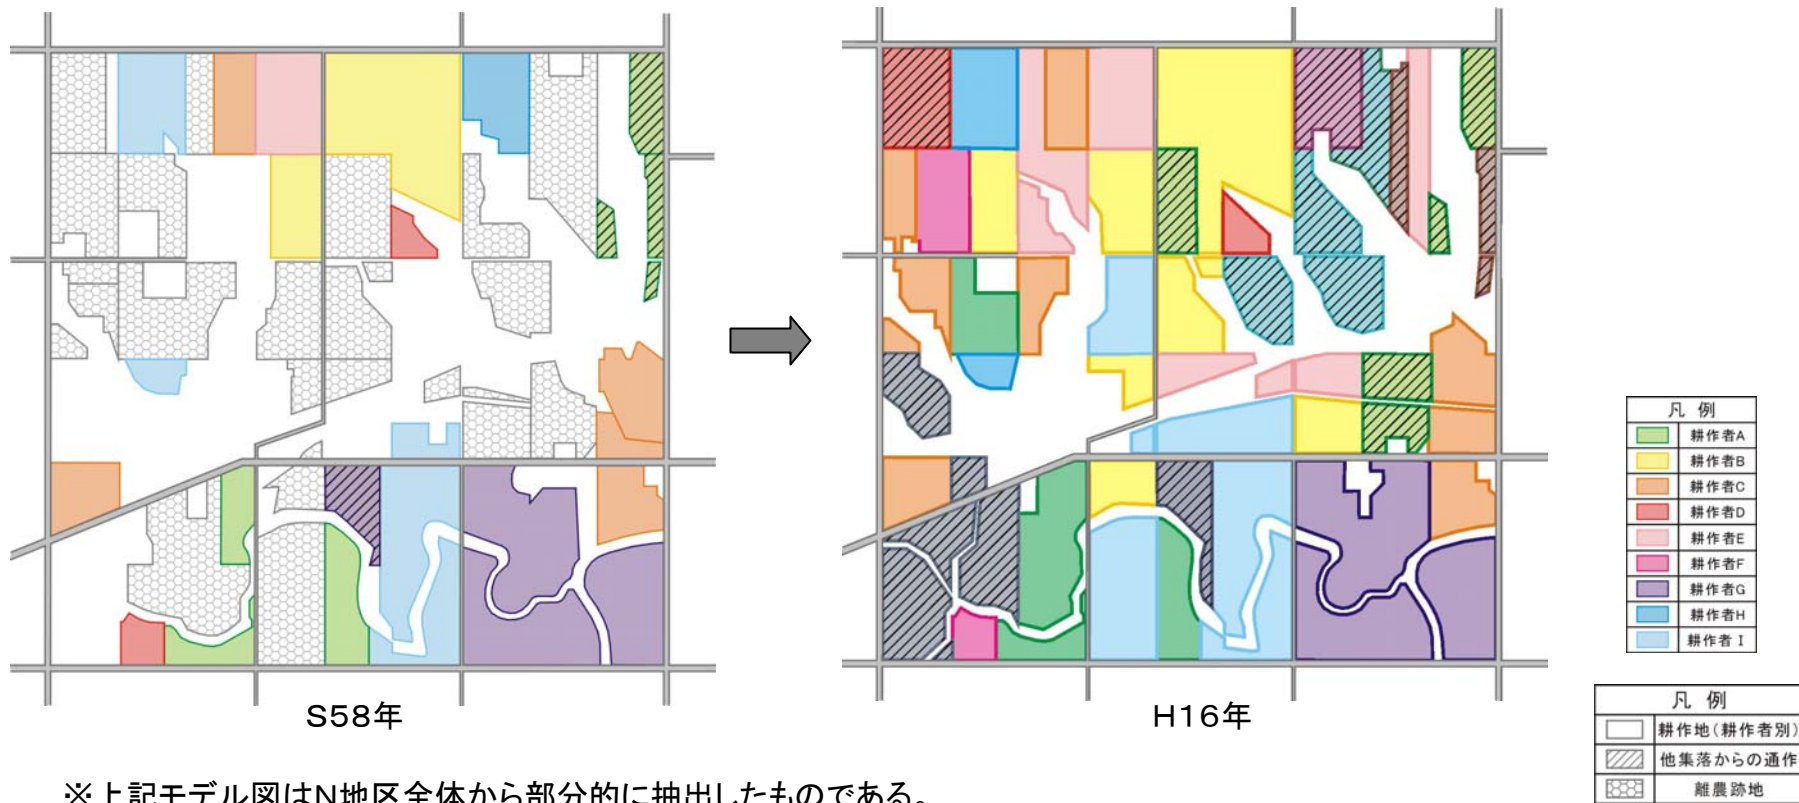 S58年
H16年
凡 例
耕作者A
耕作者B
耕作者C
耕作者D
耕作者E
耕作者F
耕作者G
耕作者H
耕作者I
凡 例
耕作地(耕作者別)
他集落からの通作
離農跡地
※上記モデル図はN地区全体から部分的に抽出したものである。